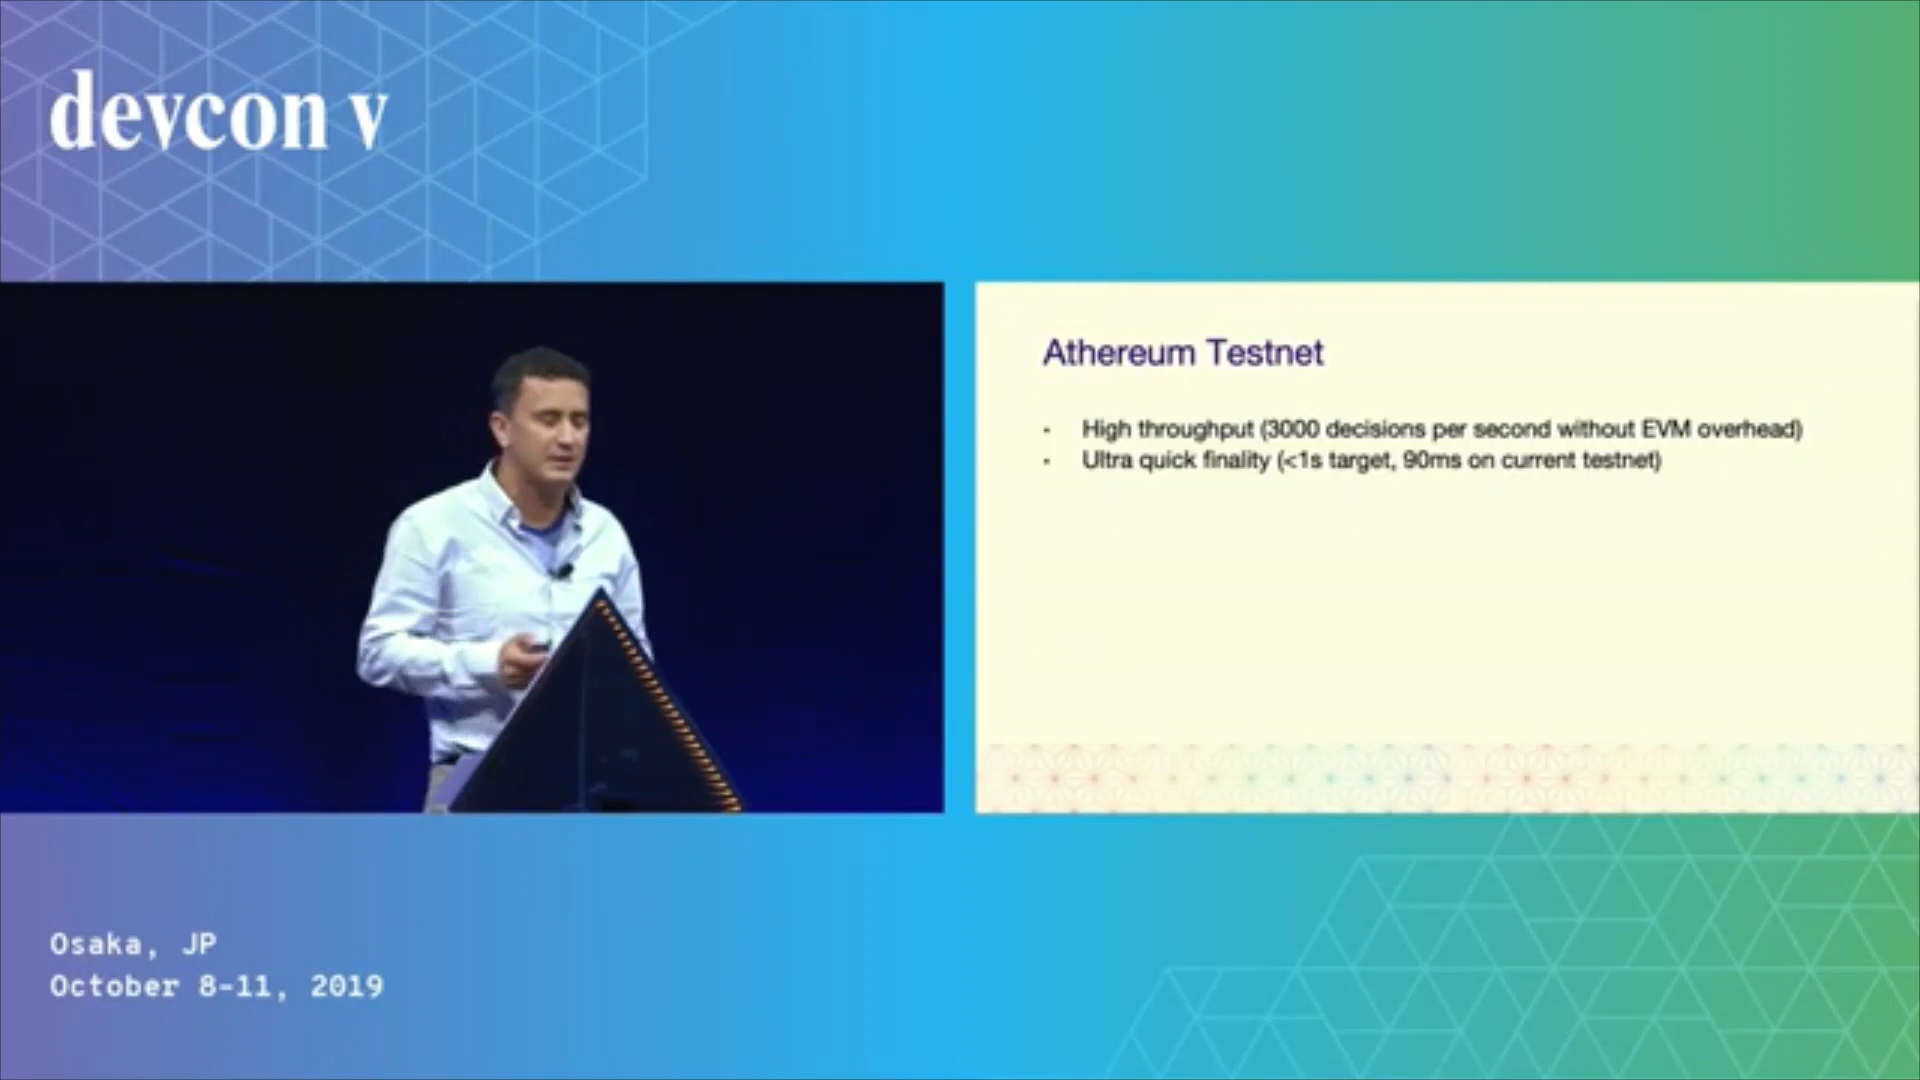 devcon v
Athereum Testnet
· High throughput (3000 decisions per second without EVM overhead)
· Ultra quick finality (<1s target, 90ms on current testnet)
Osaka, JP
October 8-11, 2019